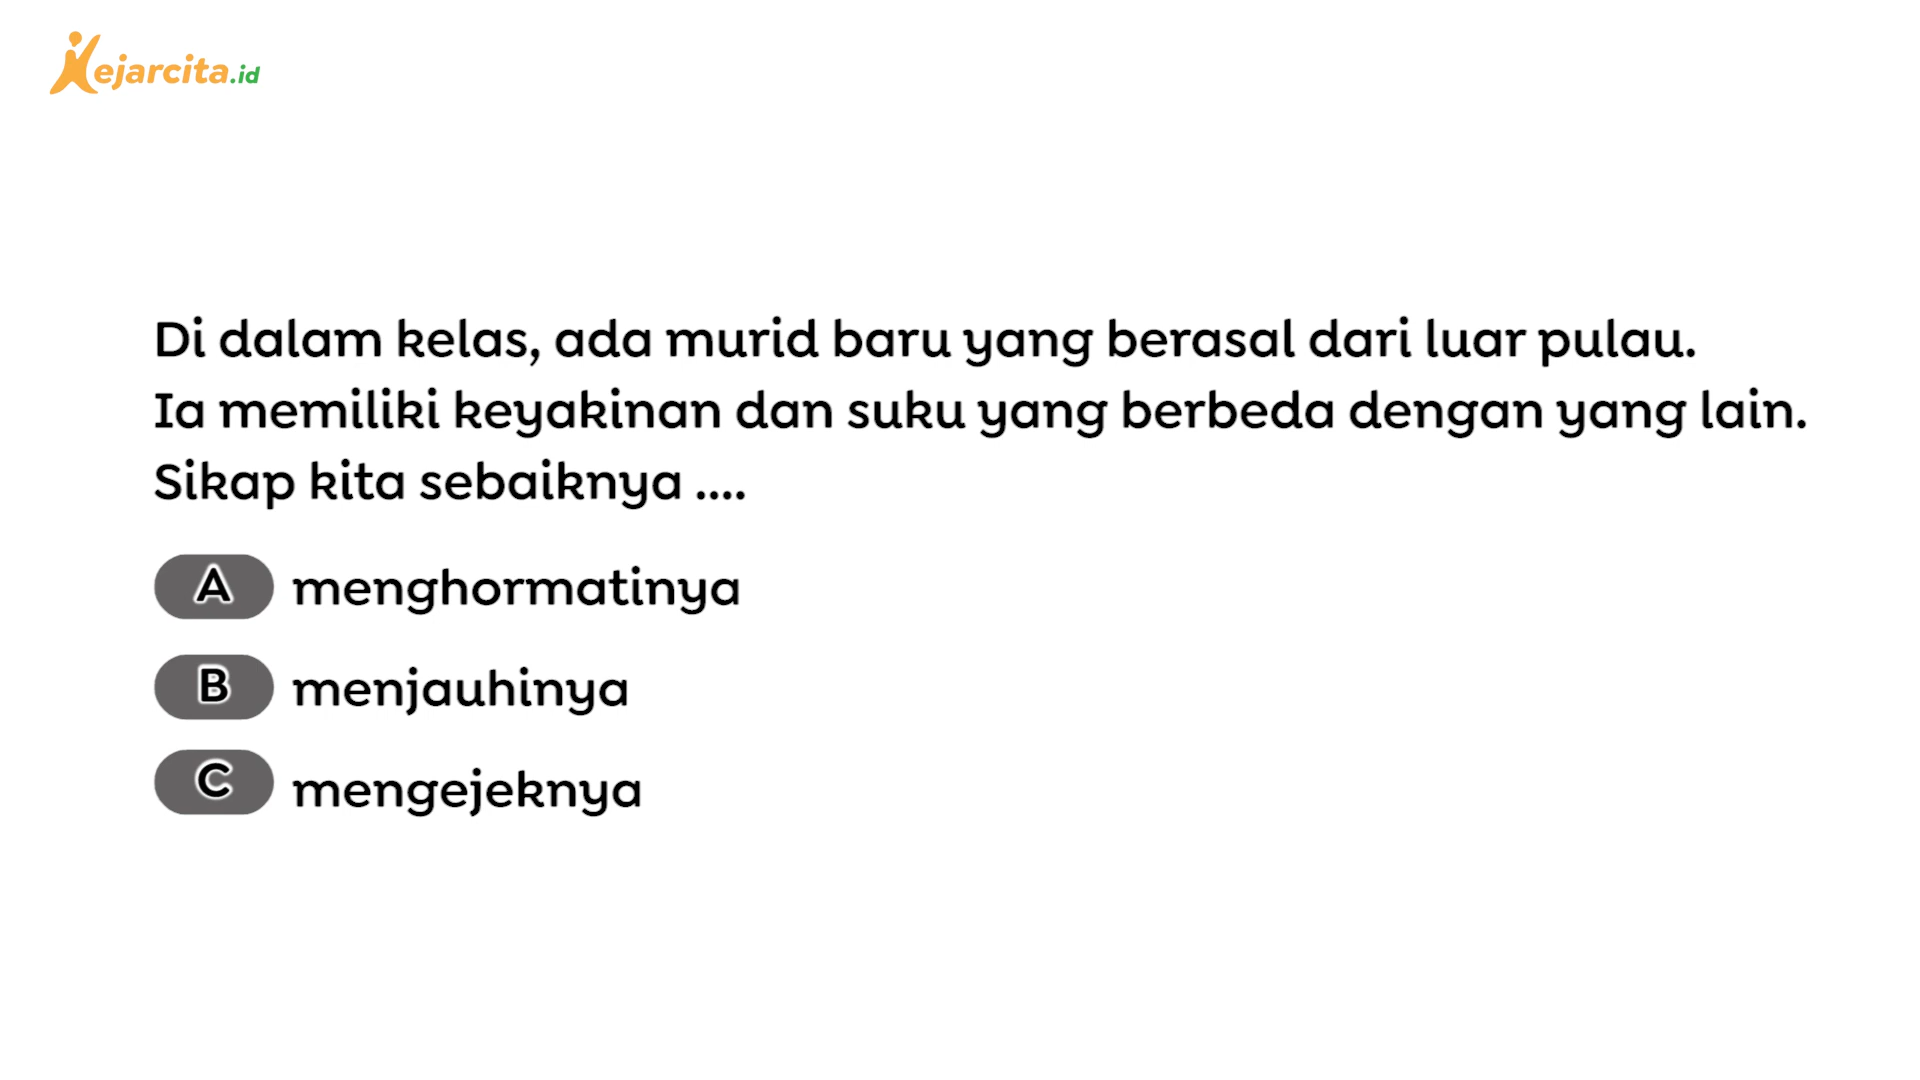 Kejarcita.id
Di dalam kelas, ada murid baru yang berasal dari luar pulau.
Ia memiliki keyakinan dan suku yang berbeda dengan yang lain.
Sikap kita sebaiknya ....
A menghormatinya
B menjauhinya
C mengejeknya